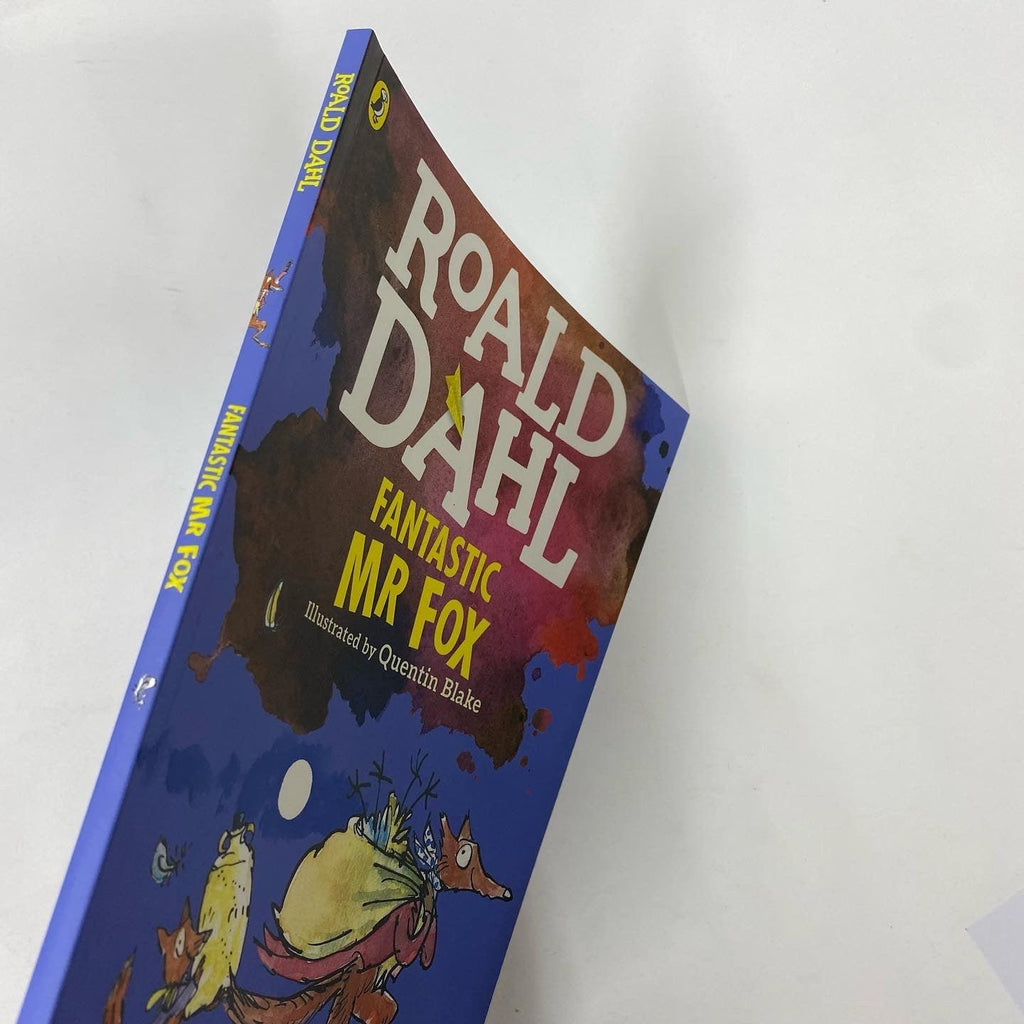 ROALD DAHL
FANTASTIC MR FOX
ROALD
DAHL
FANTASTIC
MR FOX
Illustrated by Quentin Blake